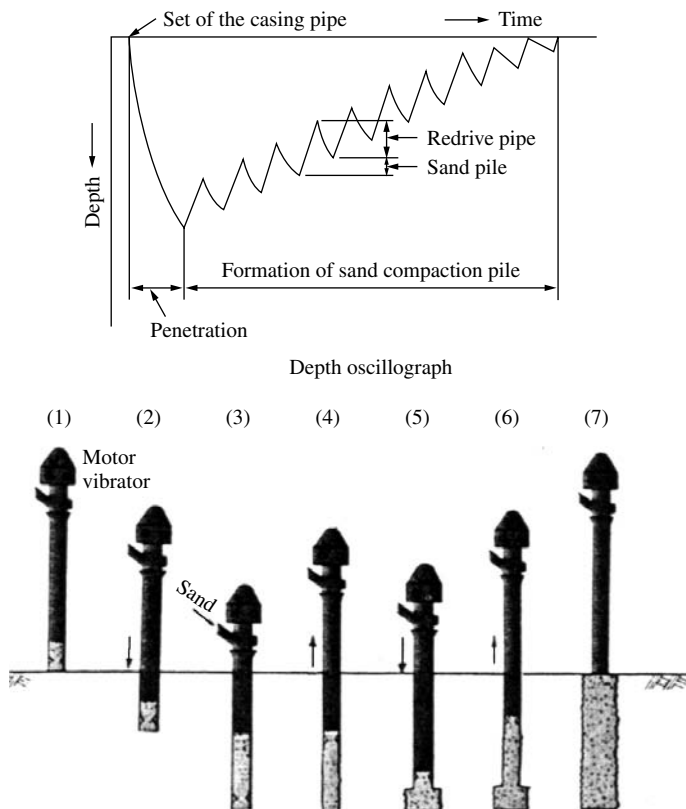 Set of the casing pipe
Time
Depth
Redrive pipe
Sand pile
Formation of sand compaction pile
Penetration
Depth oscillograph
(1) (2) (3) (4) (5) (6) (7)
Motor
vibrator
Sand